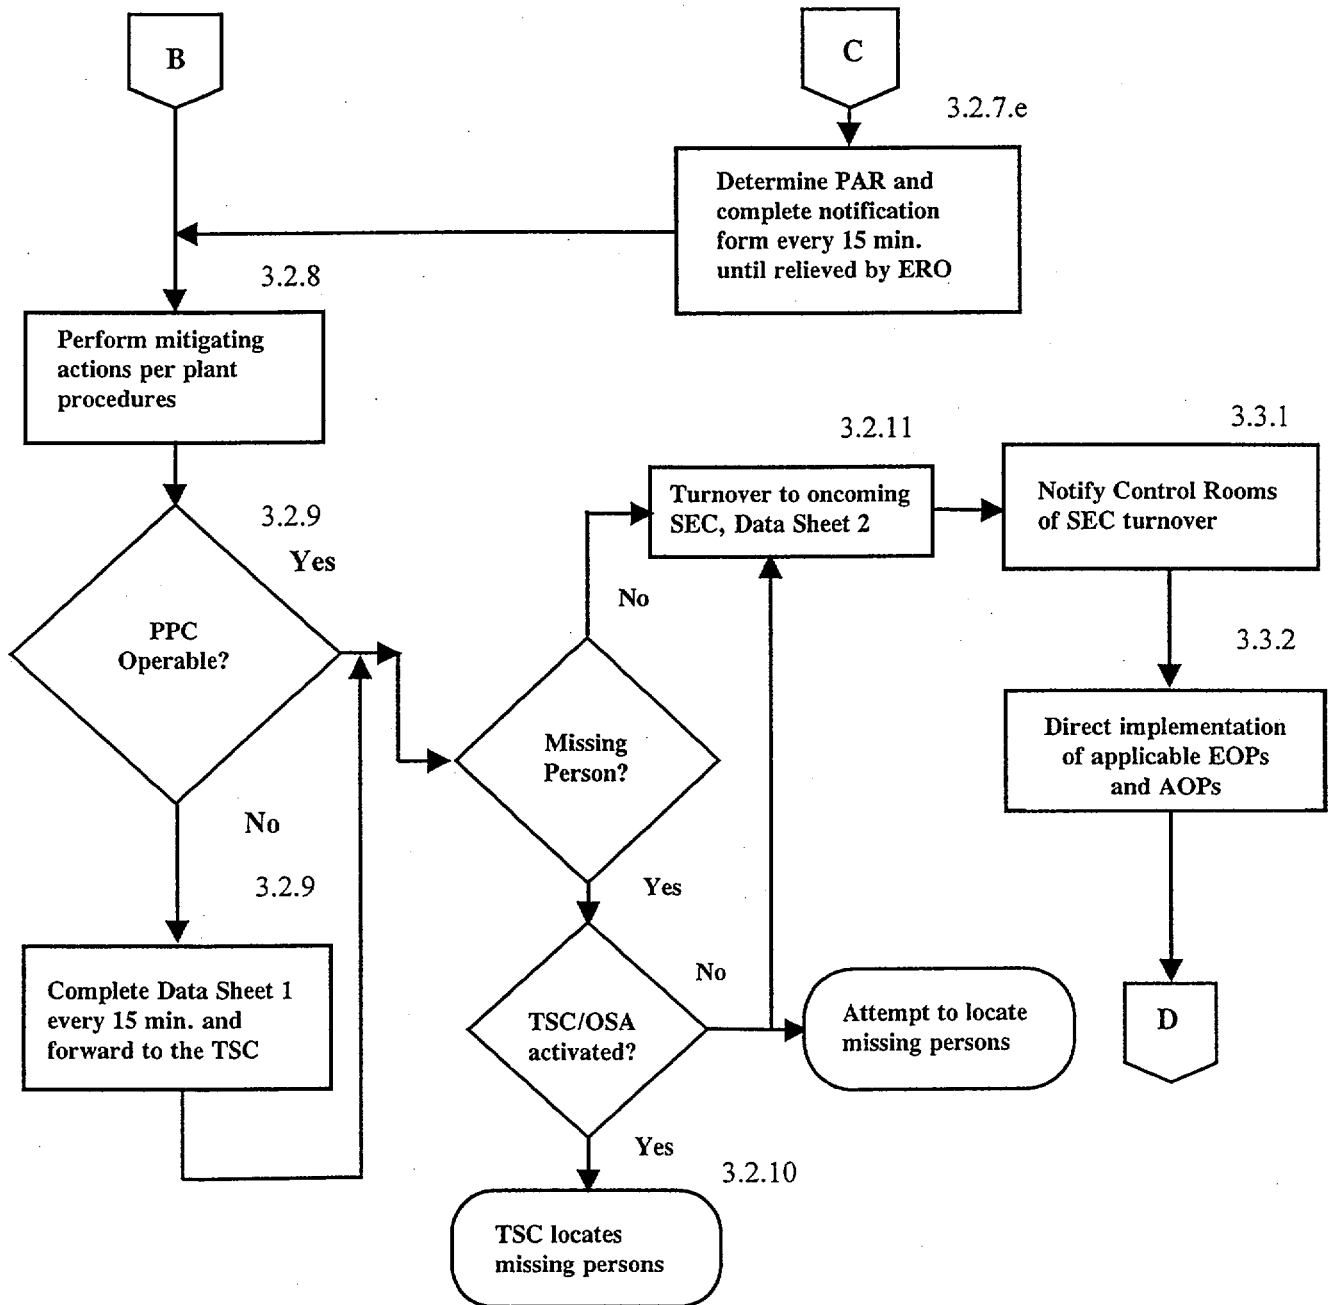 B
C
3.2.7.e
Determine PAR and
complete notification
form every 15 min.
until relieved by ERO
3.2.8
Perform mitigating
actions per plant
procedures
3.2.9
Yes
PPC
Operable?
No
3.2.9
Complete Data Sheet 1
every 15 min. and
forward to the TSC
Missing
Person?
No
Yes
3.2.11
Turnover to oncoming
SEC, Data Sheet 2
3.3.1
Notify Control Rooms
of SEC turnover
3.3.2
Direct implementation
of applicable EOPs
and AOPs
D
TSC/OSA
activated?
No
Attempt to locate
missing persons
Yes
3.2.10
TSC locates
missing persons